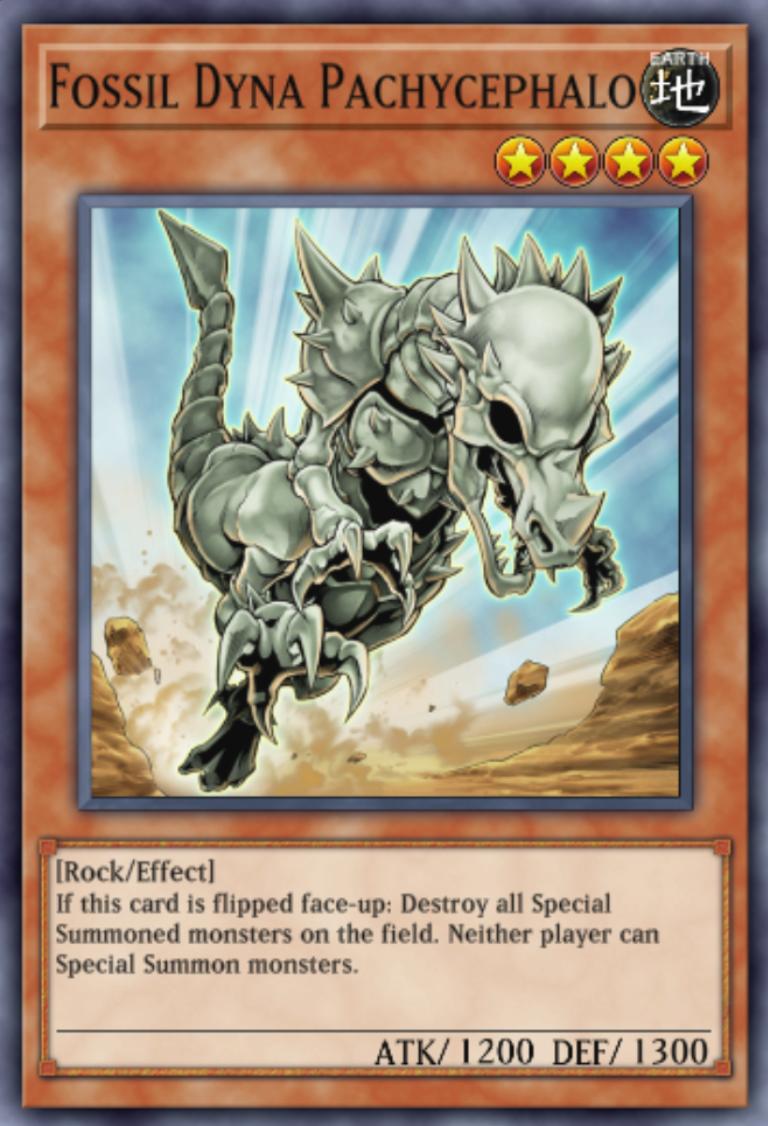 FOSSIL DYNA PACHYCEPHALO
EARTH
地
[Rock/Effect]
If this card is flipped face-up: Destroy all Special
Summoned monsters on the field. Neither player can
Special Summon monsters.
ATK/ 1200 DEF/ 1300